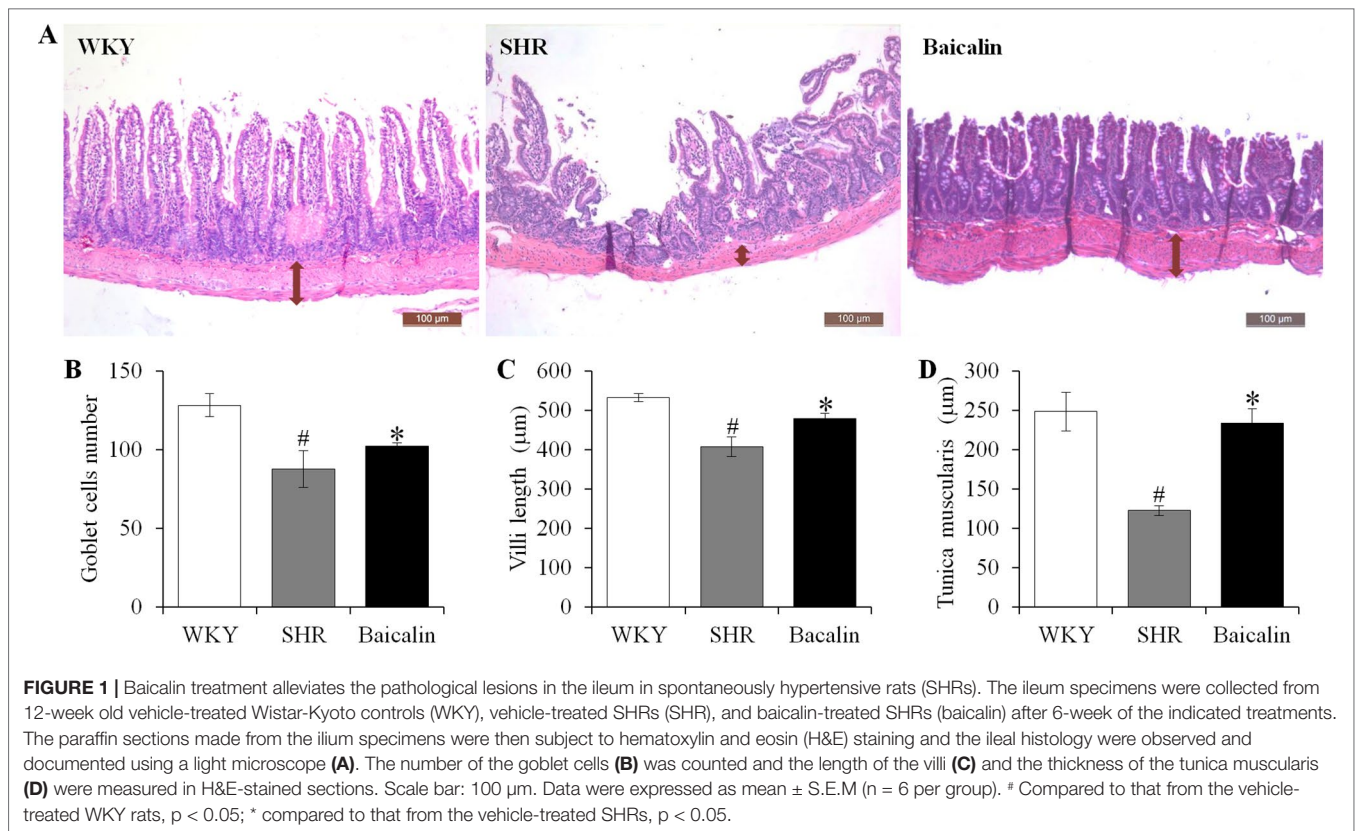 A
WKY
SHR
Baicalin
100 µm
100 µm
100 µm
B
Goblet cells number
150
100
50
0
WKY
SHR
Baicalin
#
*
C
Villi length (µm)
600
500
400
300
200
100
0
WKY
SHR
Bacalin
#
*
D
Tunica muscularis (µm)
300
250
200
150
100
50
0
WKY
SHR
Baicalin
#
*
FIGURE 1 | Baicalin treatment alleviates the pathological lesions in the ileum in spontaneously hypertensive rats (SHRs). The ileum specimens were collected from
12-week old vehicle-treated Wistar-Kyoto controls (WKY), vehicle-treated SHRs (SHR), and baicalin-treated SHRs (baicalin) after 6-week of the indicated treatments.
The paraffin sections made from the ilium specimens were then subject to hematoxylin and eosin (H&E) staining and the ileal histology were observed and
documented using a light microscope (A). The number of the goblet cells (B) was counted and the length of the villi (C) and the thickness of the tunica muscularis
(D) were measured in H&E-stained sections. Scale bar: 100 µm. Data were expressed as mean ± S.E.M (n = 6 per group). # Compared to that from the vehicle-
treated WKY rats, p < 0.05; * compared to that from the vehicle-treated SHRs, p < 0.05.